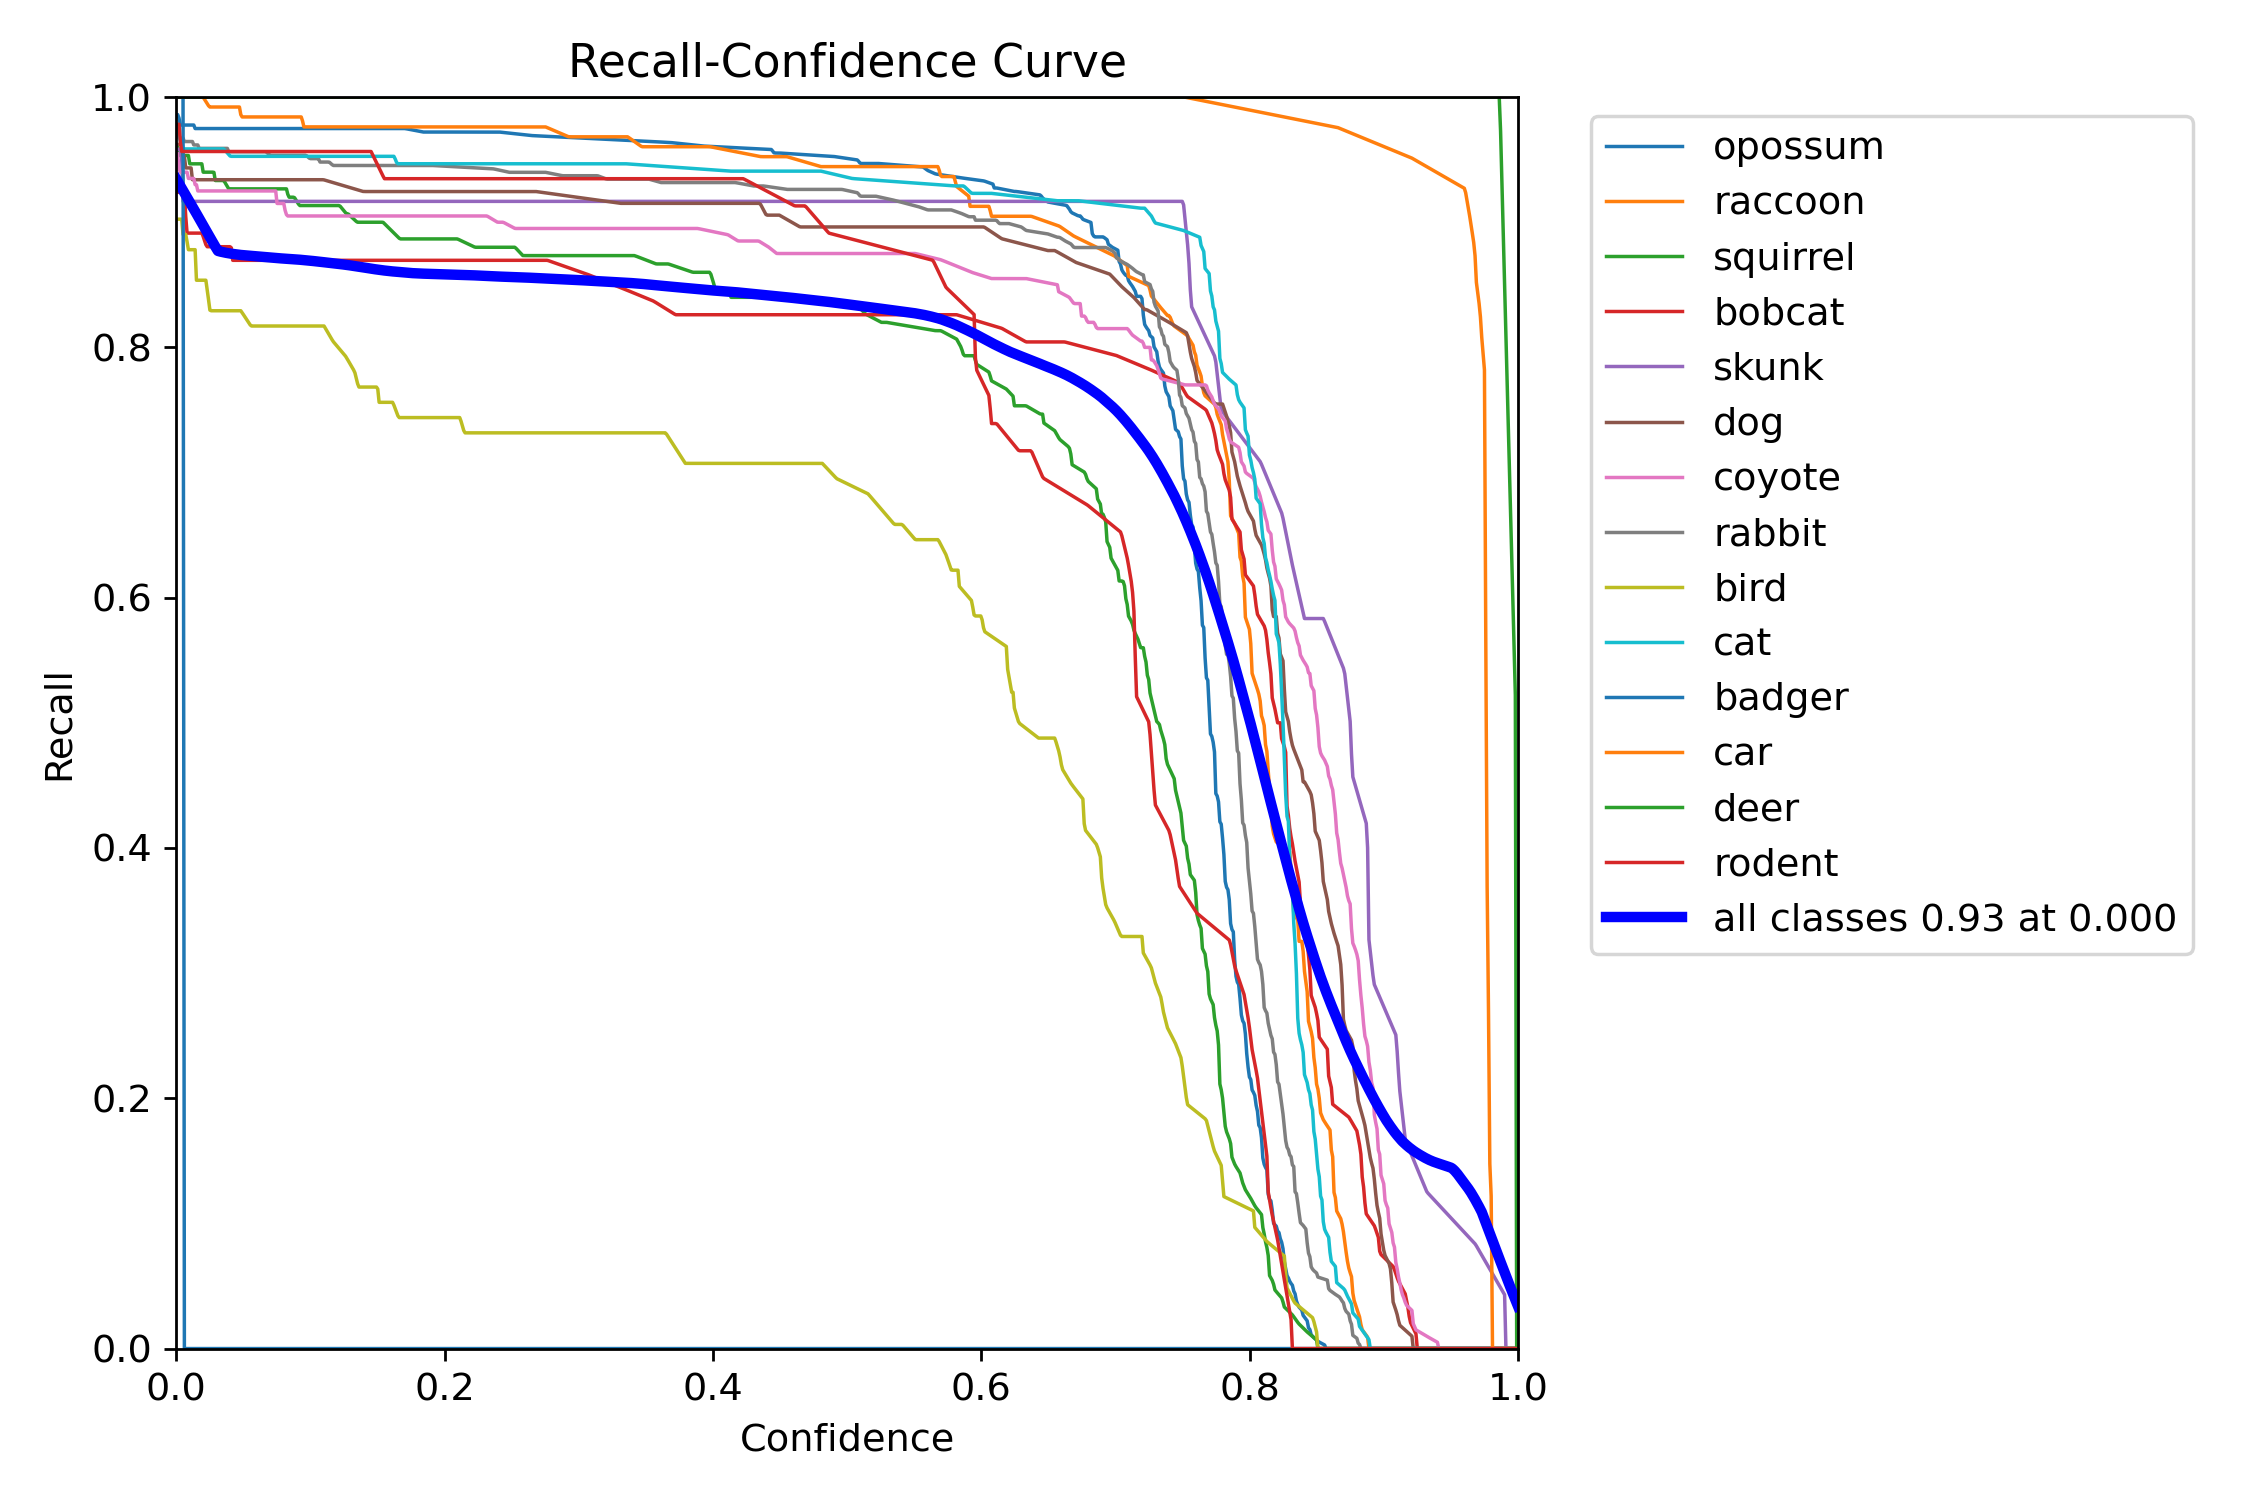 Recall-Confidence Curve
1.0
0.8
0.6
0.4
0.2
0.0
Recall
0.0 0.2 0.4 0.6 0.8 1.0
Confidence
opossum
raccoon
squirrel
bobcat
skunk
dog
coyote
rabbit
bird
cat
badger
car
deer
rodent
all classes 0.93 at 0.000